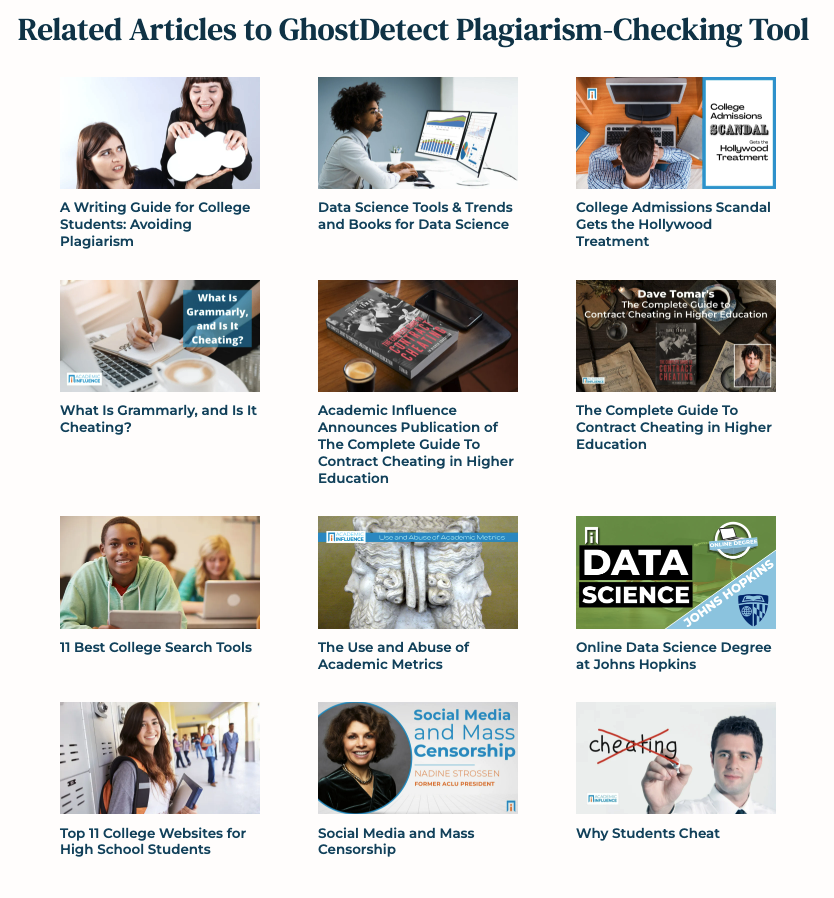 Related Articles to GhostDetect Plagiarism-Checking Tool
College
Admissions
SCANDAL
Gets the
Hollywood
Treatment
A Writing Guide for College
Students: Avoiding
Plagiarism
Data Science Tools & Trends
and Books for Data Science
College Admissions Scandal
Gets the Hollywood
Treatment
What Is
Grammarly,
and Is It
Cheating?
ACADEMIC
INFLUENCE
CONTRACT
CHEATING
Dave Tomar's
The Complete Guide to
Contract Cheating in Higher Education
CONTRACT
CHEATING
What Is Grammarly, and Is It
Cheating?
Academic Influence
Announces Publication of
The Complete Guide To
Contract Cheating in Higher
Education
The Complete Guide To
Contract Cheating in Higher
Education
ACADEMIC
INFLUENCE
Use and Abuse of Academic Metrics
DATA
SCIENCE
ONLINE DEGREE
JOHNS HOPKINS
11 Best College Search Tools
The Use and Abuse of
Academic Metrics
Online Data Science Degree
at Johns Hopkins
Social Media
and Mass
Censorship
NADINE STROSSEN
FORMER ACLU PRESIDENT
cheating
ACADEMIC
INFLUENCE
Top 11 College Websites for
High School Students
Social Media and Mass
Censorship
Why Students Cheat